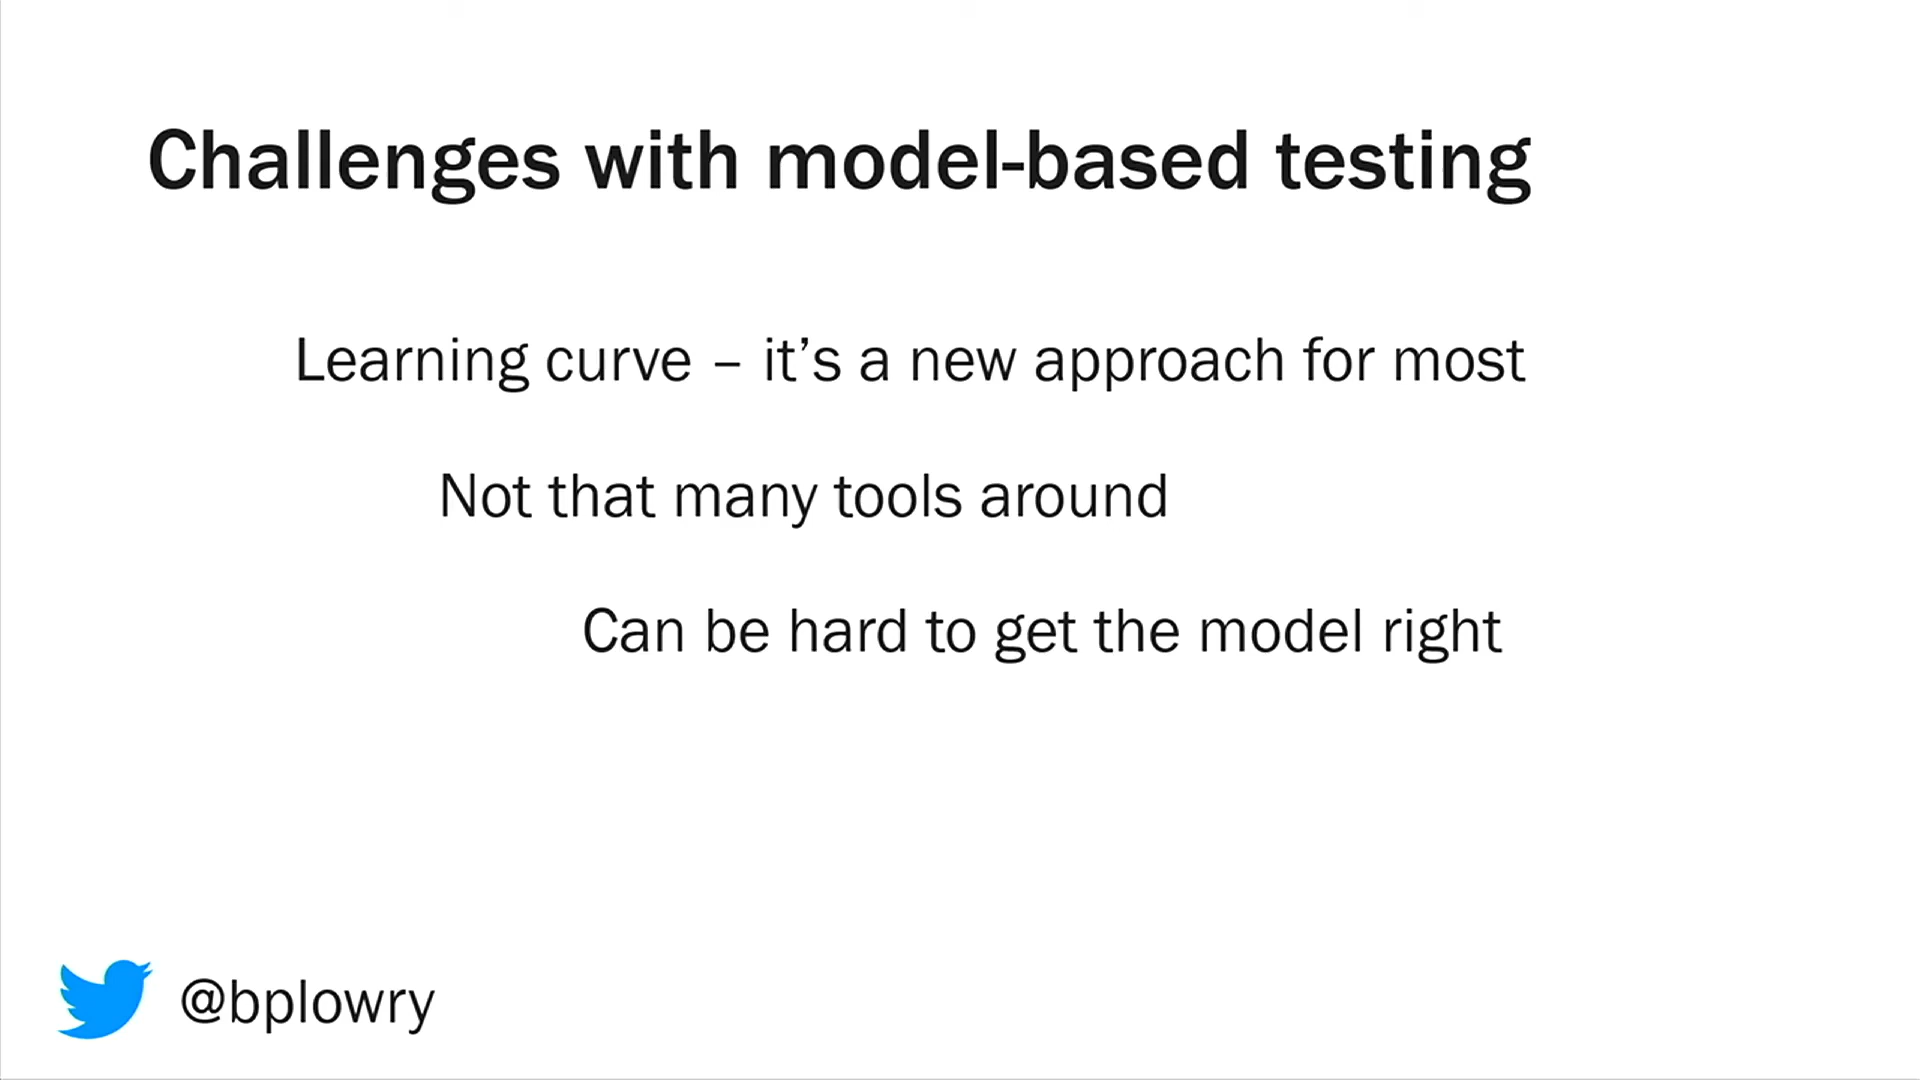 Challenges with model-based testing
Learning curve – it’s a new approach for most
Not that many tools around
Can be hard to get the model right
@bplowry